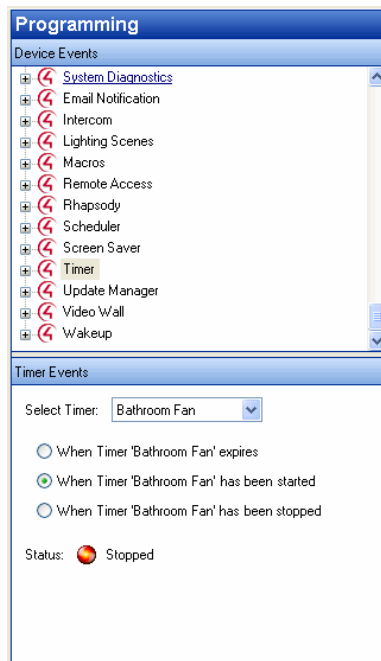 Programming
Device Events
System Diagnostics
Email Notification
Intercom
Lighting Scenes
Macros
Remote Access
Rhapsody
Scheduler
Screen Saver
Timer
Update Manager
Video Wall
Wakeup
Timer Events
Select Timer: Bathroom Fan
When Timer 'Bathroom Fan' expires
When Timer 'Bathroom Fan' has been started
When Timer 'Bathroom Fan' has been stopped
Status: Stopped